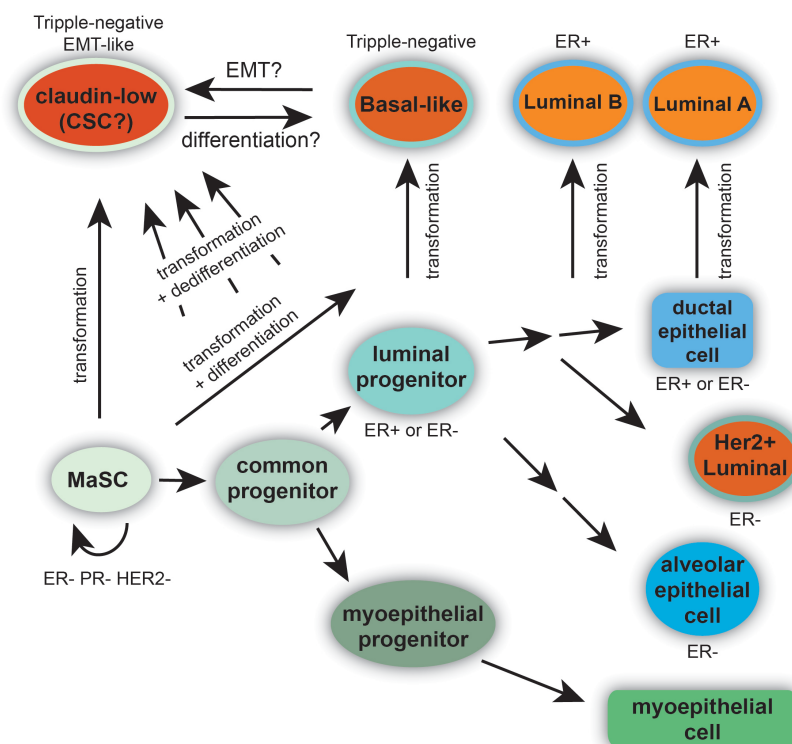 Tripple-negative
EMT-like
claudin-low
(CSC?)
EMT?
differentiation?
Tripple-negative
Basal-like
ER+
Luminal B
ER+
Luminal A
transformation
transformation
+ dedifferentiation
transformation
+ differentiation
transformation
transformation
transformation
ductal
epithelial
cell
ER+ or ER-
luminal
progenitor
ER+ or ER-
Her2+
Luminal
ER-
MaSC
ER- PR- HER2-
common
progenitor
alveolar
epithelial
cell
ER-
myoepithelial
progenitor
myoepithelial
cell